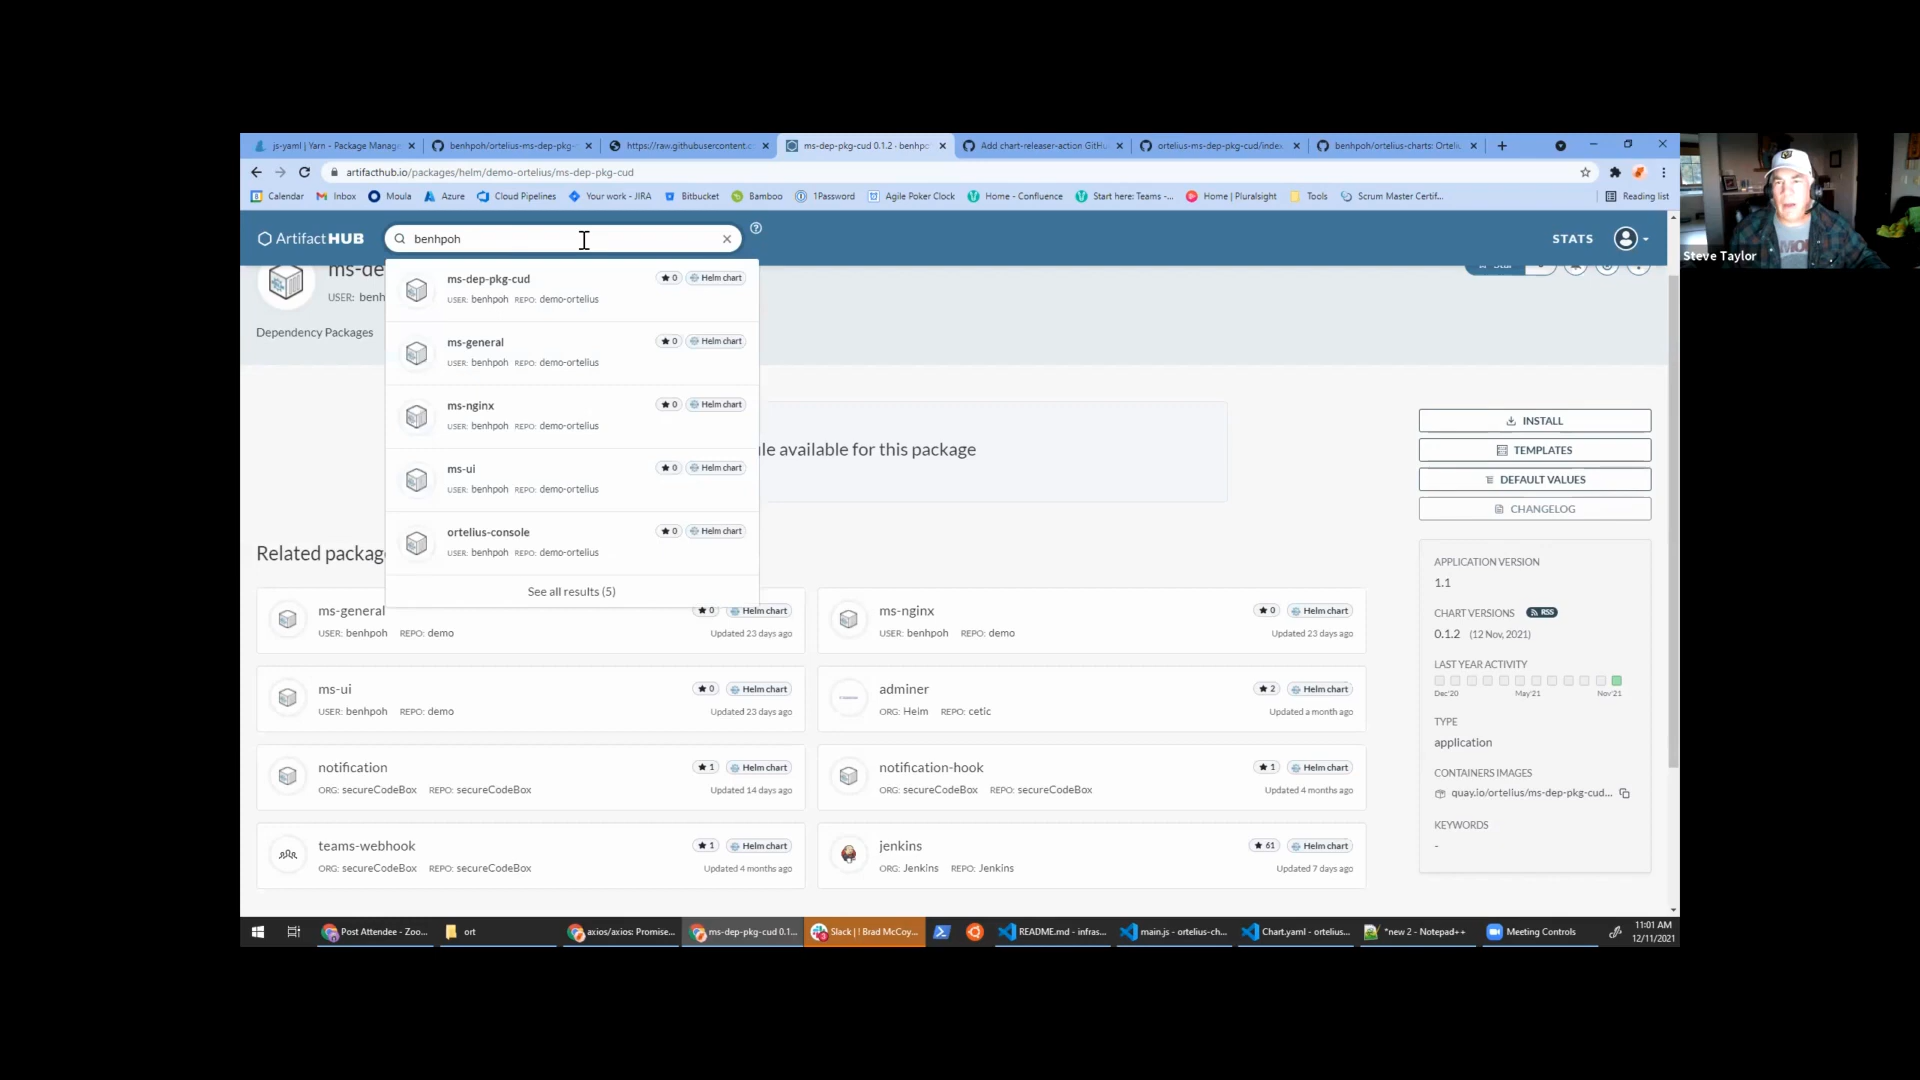 js-yaml | Yarn - Package Manage
benhpoh/ortelius-ms-dep-pkg-
https://raw.githubusercontent.c
ms-dep-pkg-cud 0.1.2 · benhpo
Add chart-releaser-action GitHu
ortelius-ms-dep-pkg-cud/index
benhpoh/ortelius-charts: Orteli
artifacthub.io/packages/helm/demo-ortelius/ms-dep-pkg-cud
Calendar
Inbox
Moula
Azure
Cloud Pipelines
Your work - JIRA
Bitbucket
Bamboo
1Password
Agile Poker Clock
Home - Confluence
Start here: Teams -...
Home | Pluralsight
Tools
Scrum Master Certif...
Reading list
Artifact HUB
benhpoh
STATS
Steve Taylor
ms-de
USER: benh
Dependency Packages
ms-dep-pkg-cud
0
Helm chart
USER: benhpoh REPO: demo-ortelius
ms-general
0
Helm chart
USER: benhpoh REPO: demo-ortelius
ms-nginx
0
Helm chart
USER: benhpoh REPO: demo-ortelius
ms-ui
0
Helm chart
USER: benhpoh REPO: demo-ortelius
ortelius-console
0
Helm chart
USER: benhpoh REPO: demo-ortelius
See all results (5)
le available for this package
Related packag
ms-general
0
Helm chart
USER: benhpoh REPO: demo
Updated 23 days ago
ms-nginx
0
Helm chart
USER: benhpoh REPO: demo
Updated 23 days ago
ms-ui
0
Helm chart
USER: benhpoh REPO: demo
Updated 23 days ago
adminer
2
Helm chart
ORG: Helm REPO: cetic
Updated a month ago
notification
1
Helm chart
ORG: secureCodeBox REPO: secureCodeBox
Updated 14 days ago
notification-hook
1
Helm chart
ORG: secureCodeBox REPO: secureCodeBox
Updated 4 months ago
teams-webhook
1
Helm chart
ORG: secureCodeBox REPO: secureCodeBox
Updated 4 months ago
jenkins
61
Helm chart
ORG: Jenkins REPO: Jenkins
Updated 7 days ago
INSTALL
TEMPLATES
DEFAULT VALUES
CHANGELOG
APPLICATION VERSION
1.1
CHART VERSIONS RSS
0.1.2 (12 Nov, 2021)
LAST YEAR ACTIVITY
Dec'20 May'21 Nov'21
TYPE
application
CONTAINERS IMAGES
quay.io/ortelius/ms-dep-pkg-cud...
KEYWORDS
-
Post Attendee - Zoo...
ort
axios/axios: Promise...
ms-dep-pkg-cud 0.1...
Slack | ! Brad McCoy...
README.md - infras...
main.js - ortelius-ch...
Chart.yaml - ortelius...
*new 2 - Notepad++
Meeting Controls
11:01 AM
12/11/2021